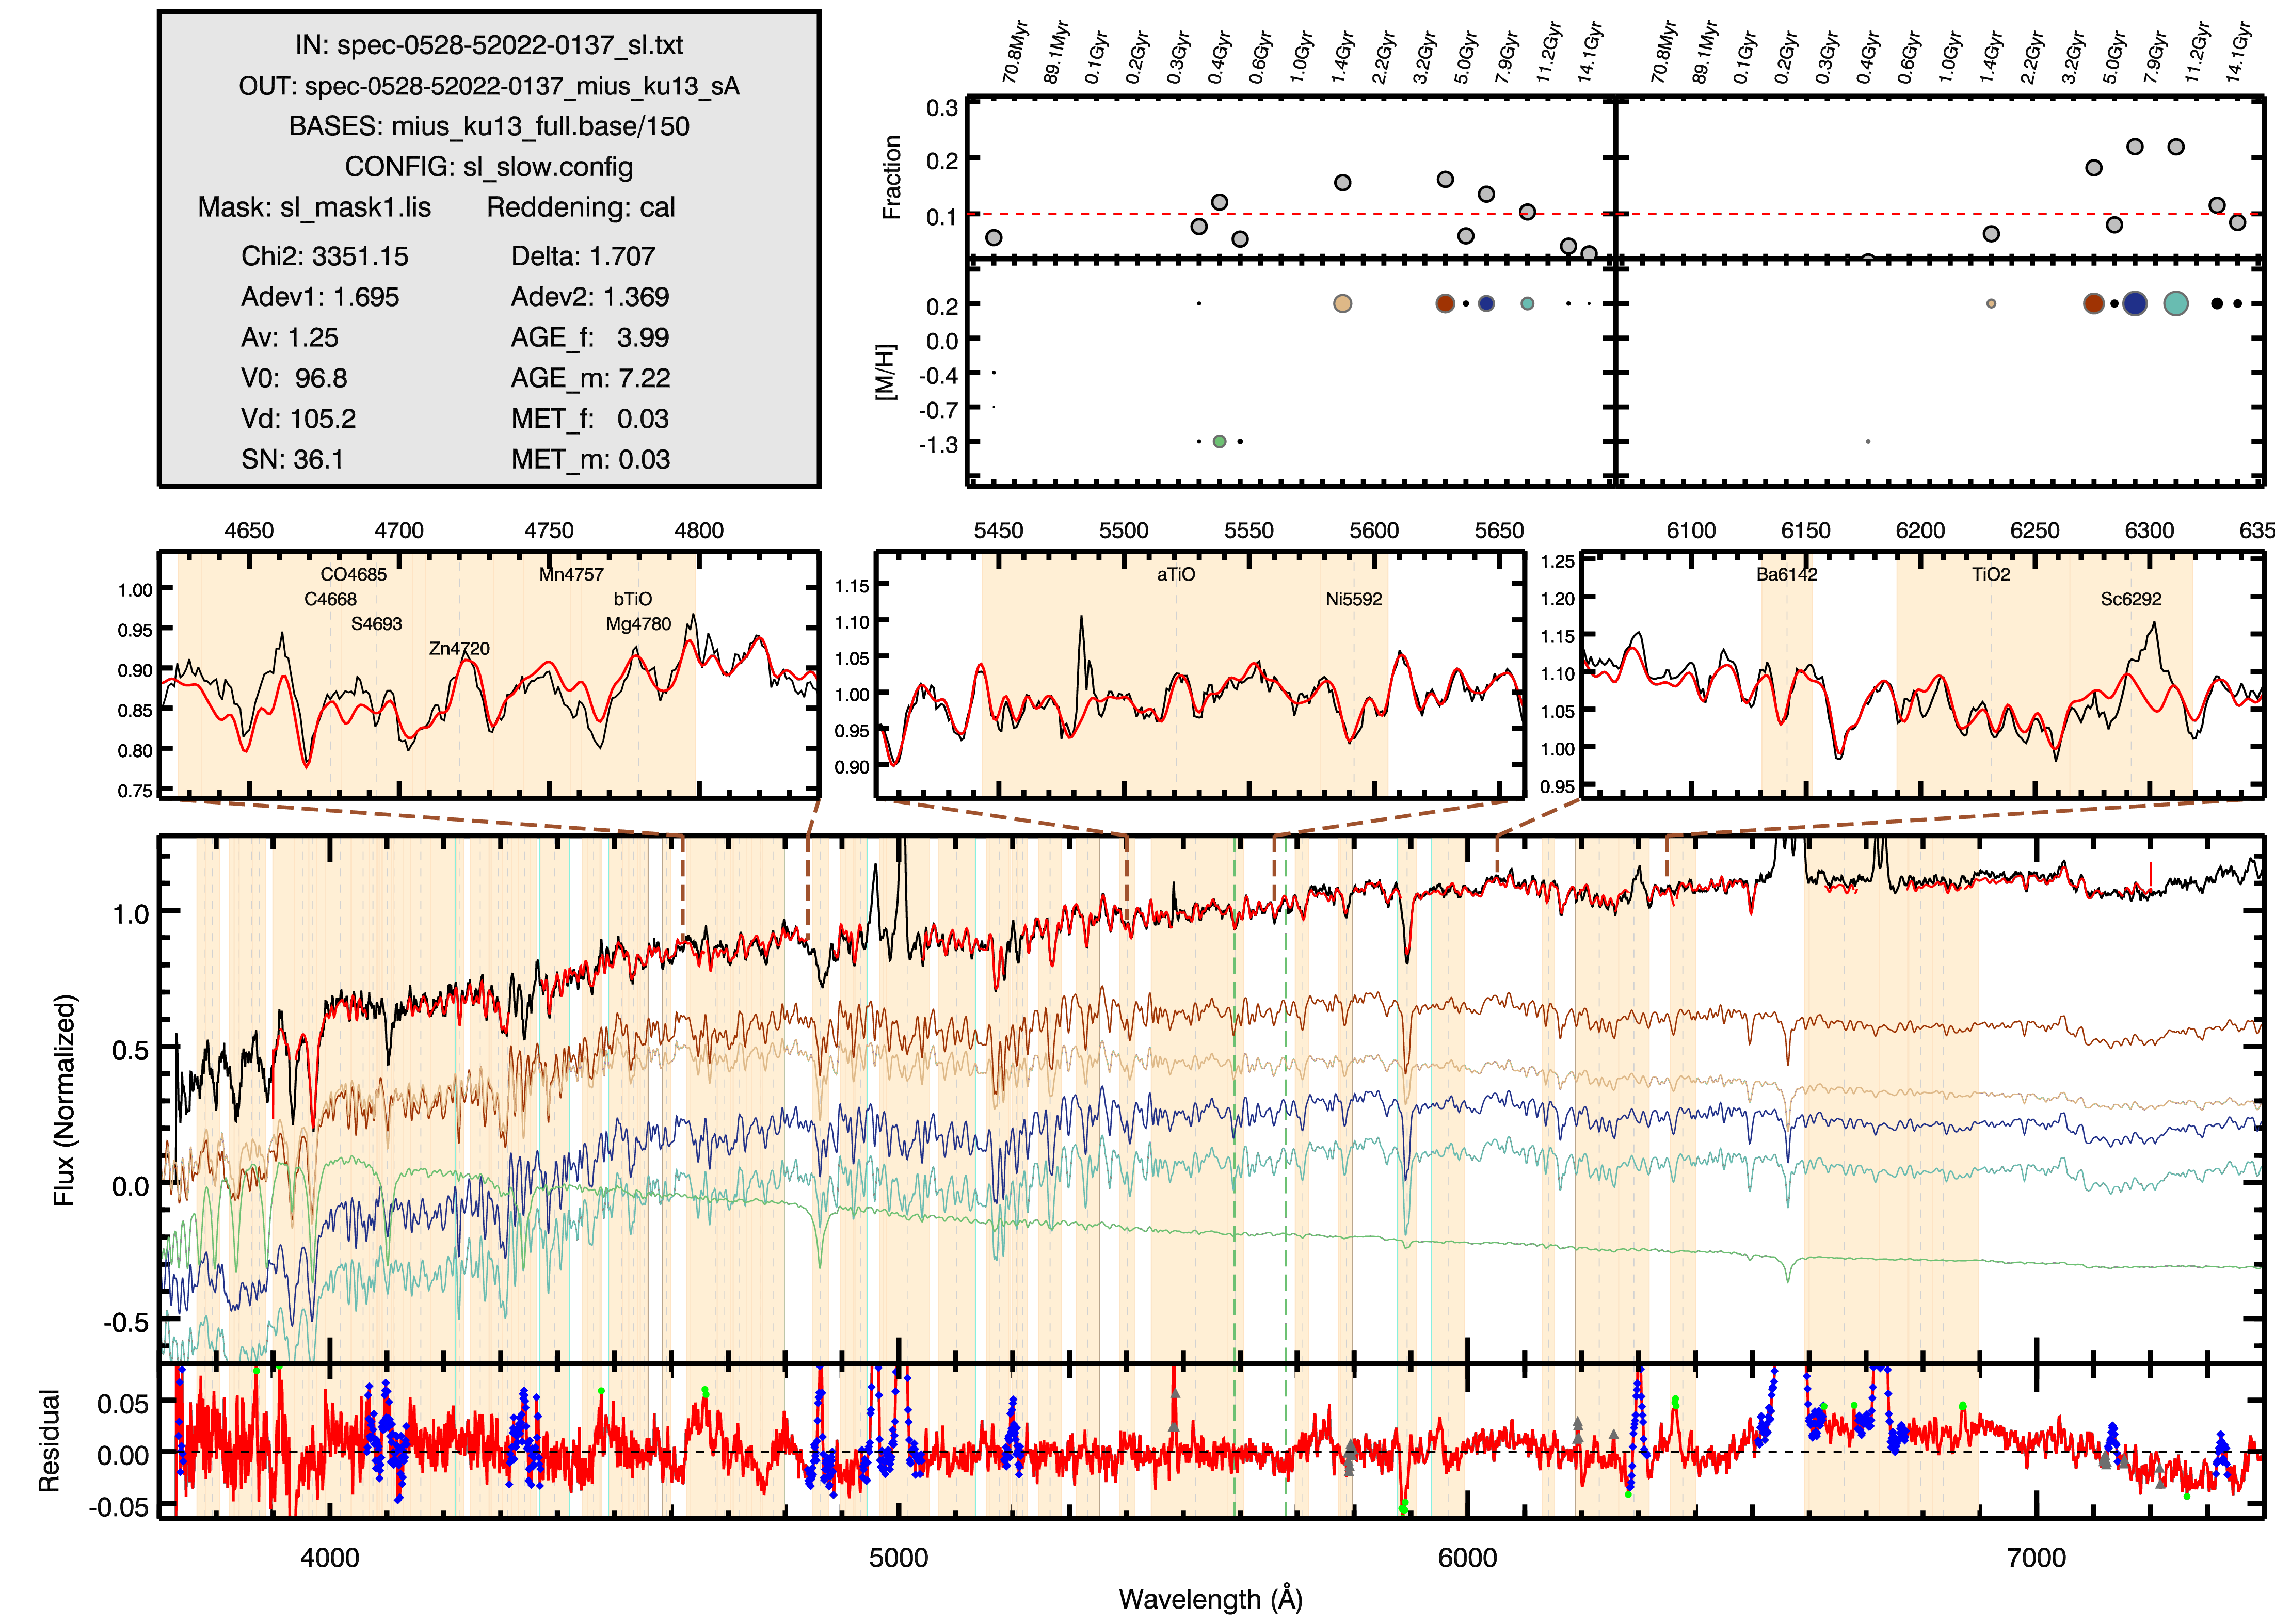 IN: spec-0528-52022-0137_sl.txt
OUT: spec-0528-52022-0137_mius_ku13_sA
BASES: mius_ku13_full.base/150
CONFIG: sl_slow.config
Mask: sl_mask1.lis Reddening: cal
Chi2: 3351.15 Delta: 1.707
Adev1: 1.695 Adev2: 1.369
Av: 1.25 AGE_f: 3.99
V0: 96.8 AGE_m: 7.22
Vd: 105.2 MET_f: 0.03
SN: 36.1 MET_m: 0.03
70.8Myr 89.1Myr 0.1Gyr 0.2Gyr 0.3Gyr 0.4Gyr 0.6Gyr 1.0Gyr 1.4Gyr 2.2Gyr 3.2Gyr 5.0Gyr 7.9Gyr 11.2Gyr 14.1Gyr
70.8Myr 89.1Myr 0.1Gyr 0.2Gyr 0.3Gyr 0.4Gyr 0.6Gyr 1.0Gyr 1.4Gyr 2.2Gyr 3.2Gyr 5.0Gyr 7.9Gyr 11.2Gyr 14.1Gyr
Fraction
0.3
0.2
0.1
[M/H]
0.2
0.0
-0.4
-0.7
-1.3
4650 4700 4750 4800
1.00
0.95
0.90
0.85
0.80
0.75
CO4685 Mn4757
C4668 bTiO
S4693 Mg4780
Zn4720
5450 5500 5550 5600 5650
1.15
1.10
1.05
1.00
0.95
0.90
aTiO
Ni5592
6100 6150 6200 6250 6300 635
1.25
1.20
1.15
1.10
1.05
1.00
0.95
Ba6142 TiO2
Sc6292
Flux (Normalized)
1.0
0.5
0.0
-0.5
Residual
0.05
0.00
-0.05
4000 5000 6000 7000
Wavelength (Å)